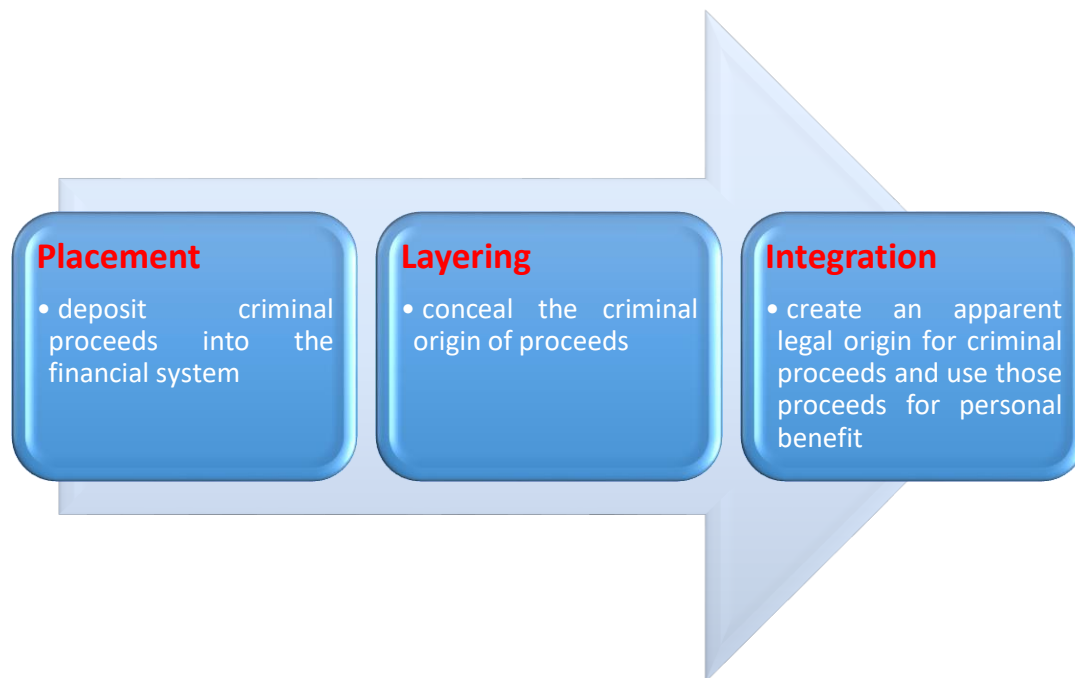 Placement
• deposit criminal
proceeds into the
financial system
Layering
• conceal the criminal
origin of proceeds
Integration
• create an apparent
legal origin for criminal
proceeds and use those
proceeds for personal
benefit